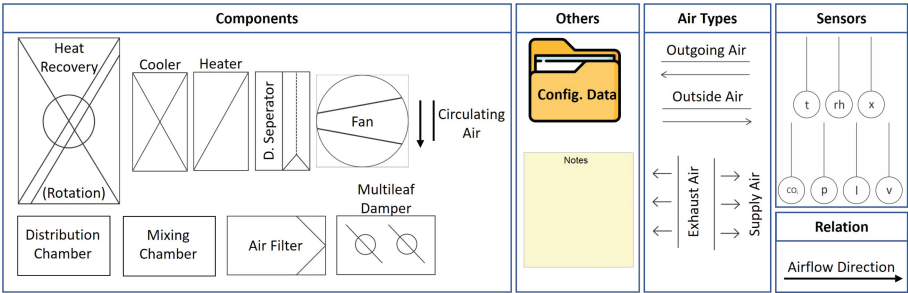 Components
Heat
Recovery
(Rotation)
Cooler
Heater
D. Seperator
Fan
Circulating
Air
Distribution
Chamber
Mixing
Chamber
Air Filter
Multileaf
Damper
Others
Config. Data
Notes
Air Types
Outgoing Air
Outside Air
Exhaust Air
Supply Air
Sensors
t
rh
x
CO₂
p
l
v
Relation
Airflow Direction